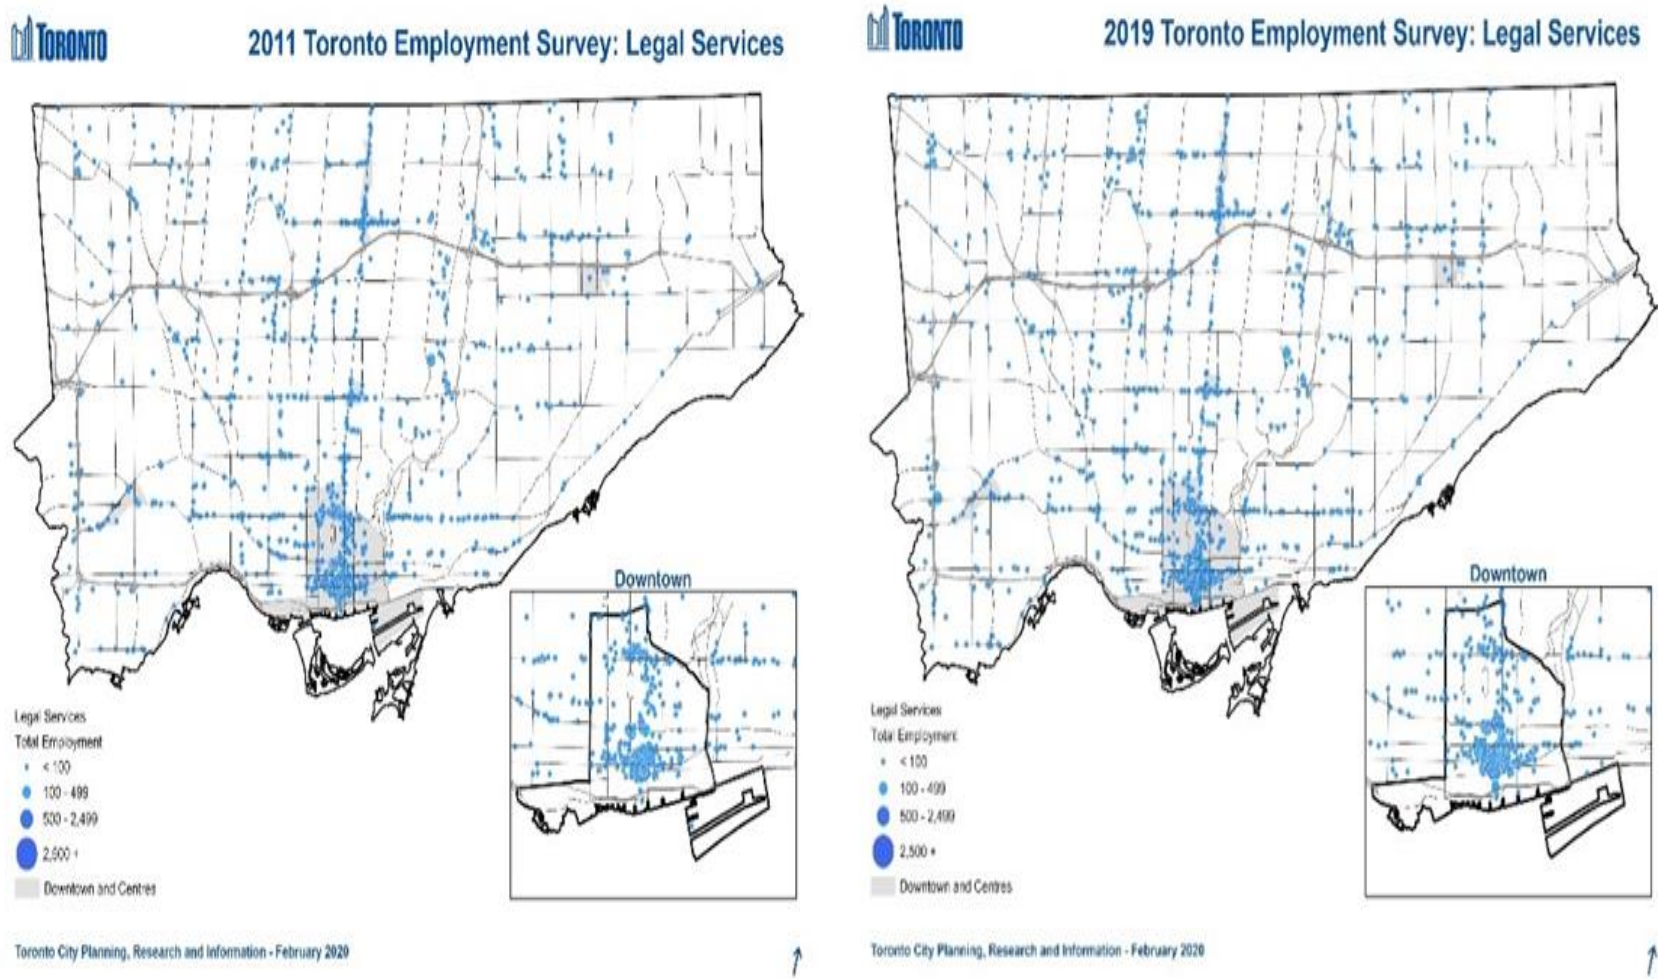 TORONTO
2011 Toronto Employment Survey: Legal Services
Downtown
Legal Services
Total Employment
< 100
100 - 499
500 - 2,499
2,500 +
Downtown and Centres
Toronto City Planning, Research and Information - February 2020
TORONTO
2019 Toronto Employment Survey: Legal Services
Downtown
Legal Services
Total Employment
< 100
100 - 499
500 - 2,499
2,500 +
Downtown and Centres
Toronto City Planning, Research and Information - February 2020